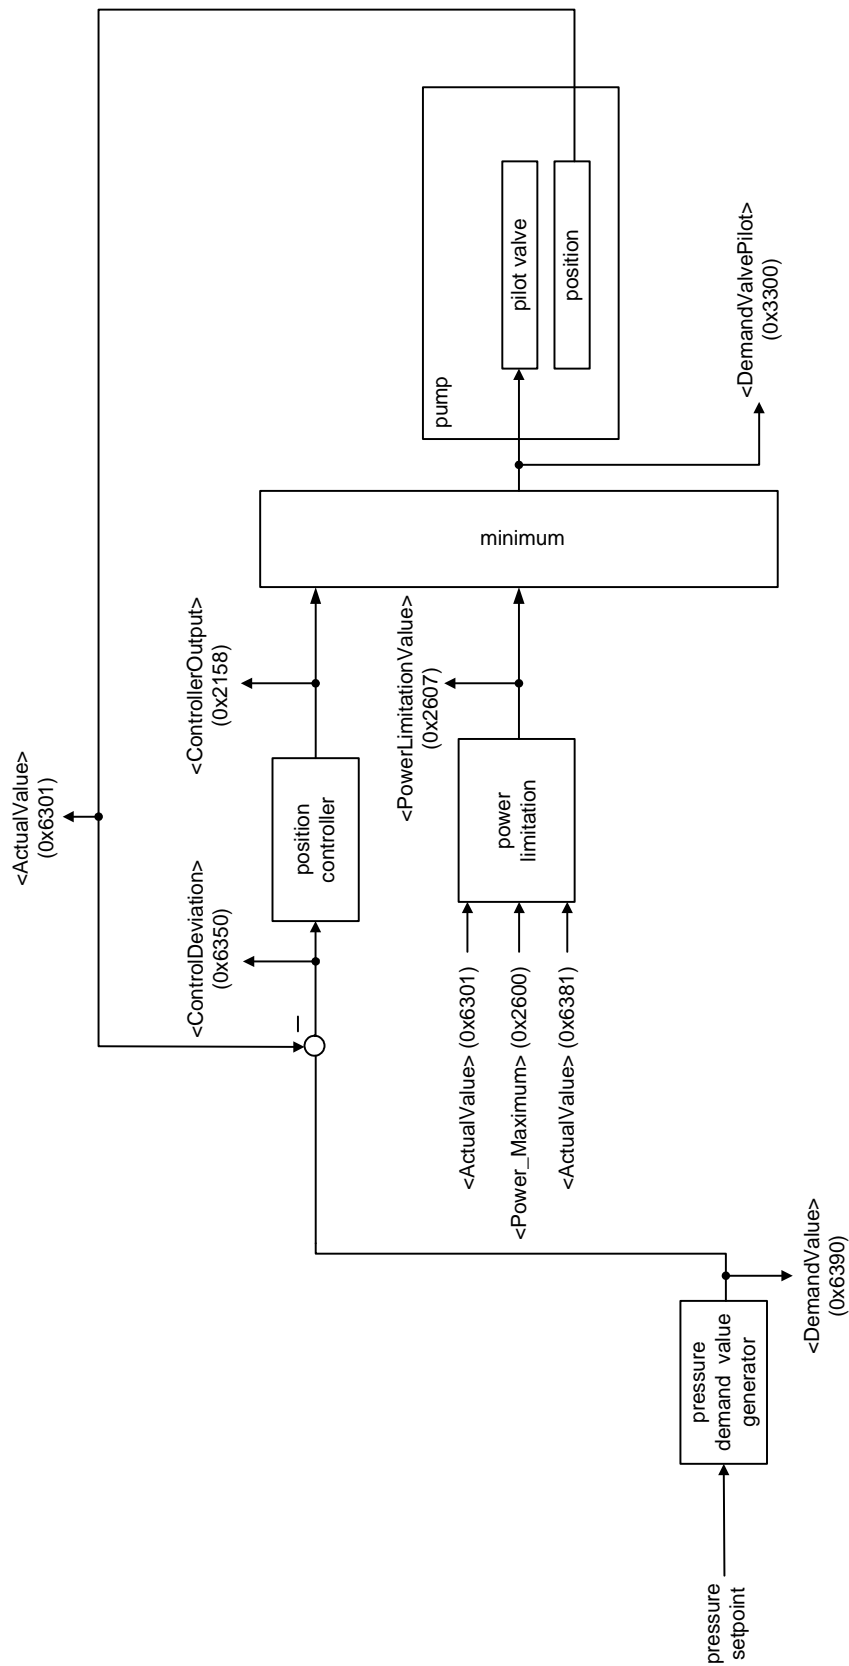 pressure
setpoint
pressure
demand value
generator
<DemandValue>
(0x6390)
<ActualValue>
(0x6301)
–
<ControlDeviation>
(0x6350)
position
controller
<ControllerOutput>
(0x2158)
<ActualValue> (0x6301)
<Power_Maximum> (0x2600)
<ActualValue> (0x6381)
power
limitation
<PowerLimitationValue>
(0x2607)
minimum
pump
pilot valve
position
<DemandValvePilot>
(0x3300)